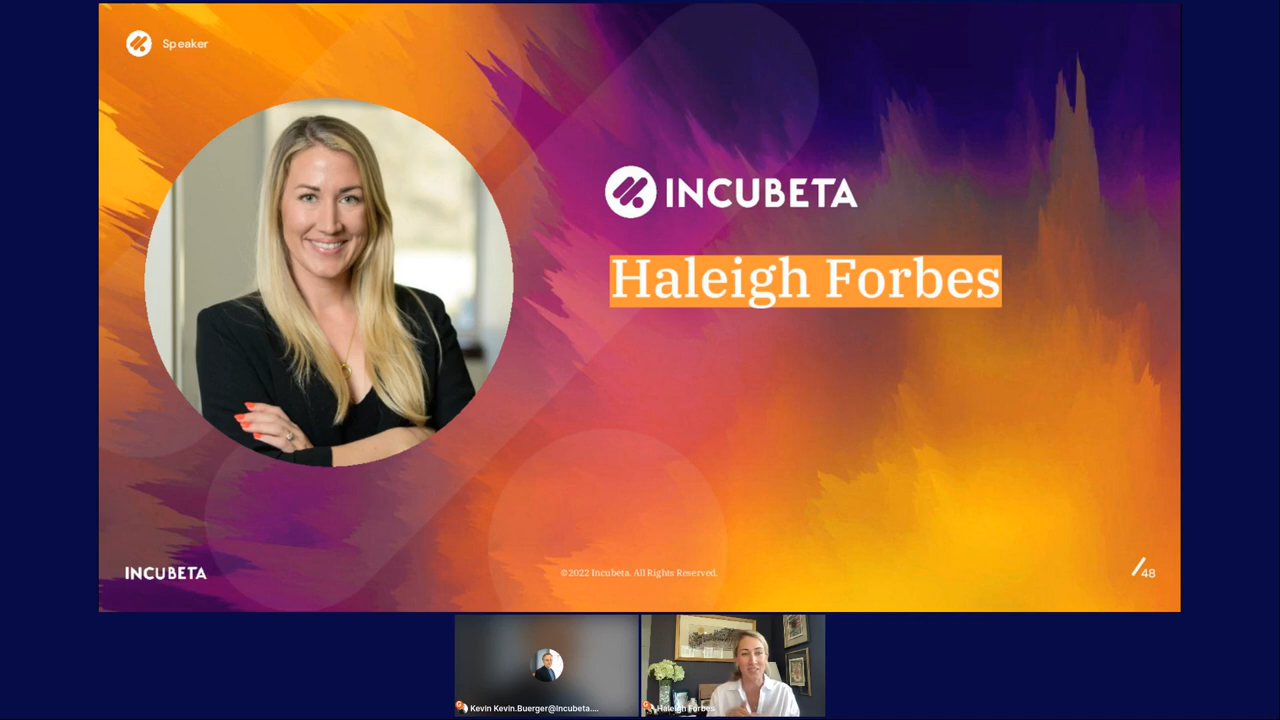 Speaker
INCUBETA
Haleigh Forbes
INCUBETA
©2022 Incubeta. All Rights Reserved.
48
Kevin Kevin.Buerger@Incubeta....
Haleigh Forbes